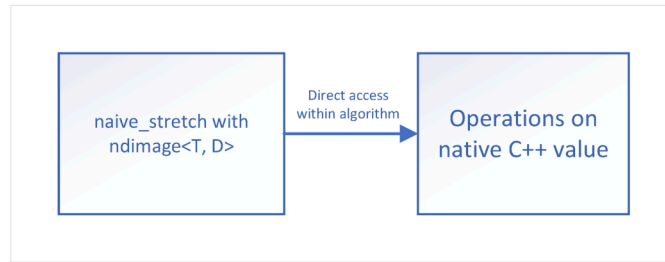 naive_stretch with
ndimage<T, D>
Direct access
within algorithm
Operations on
native C++ value